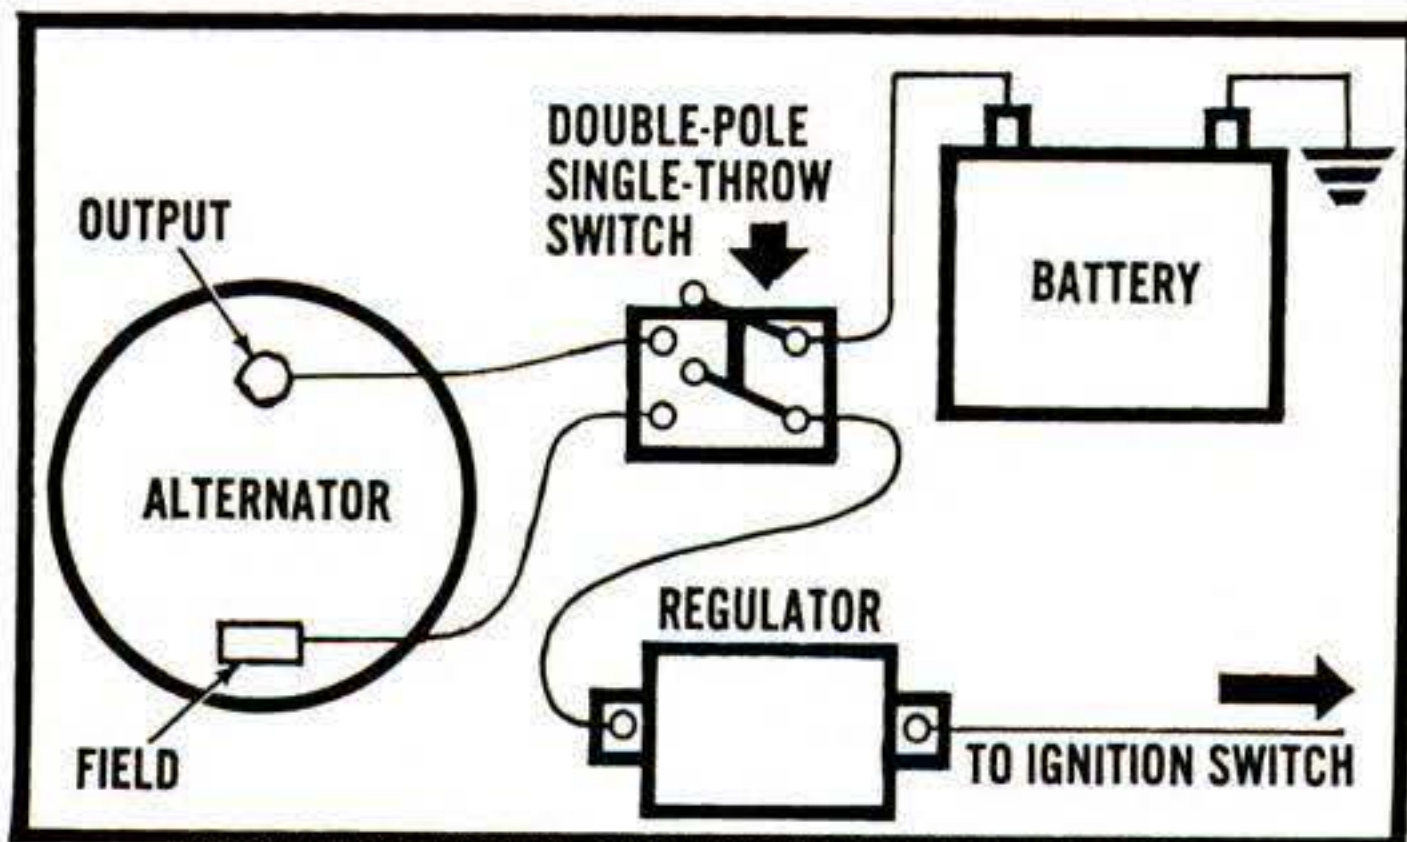 DOUBLE-POLE
SINGLE-THROW
SWITCH
OUTPUT
BATTERY
ALTERNATOR
REGULATOR
FIELD
TO IGNITION SWITCH